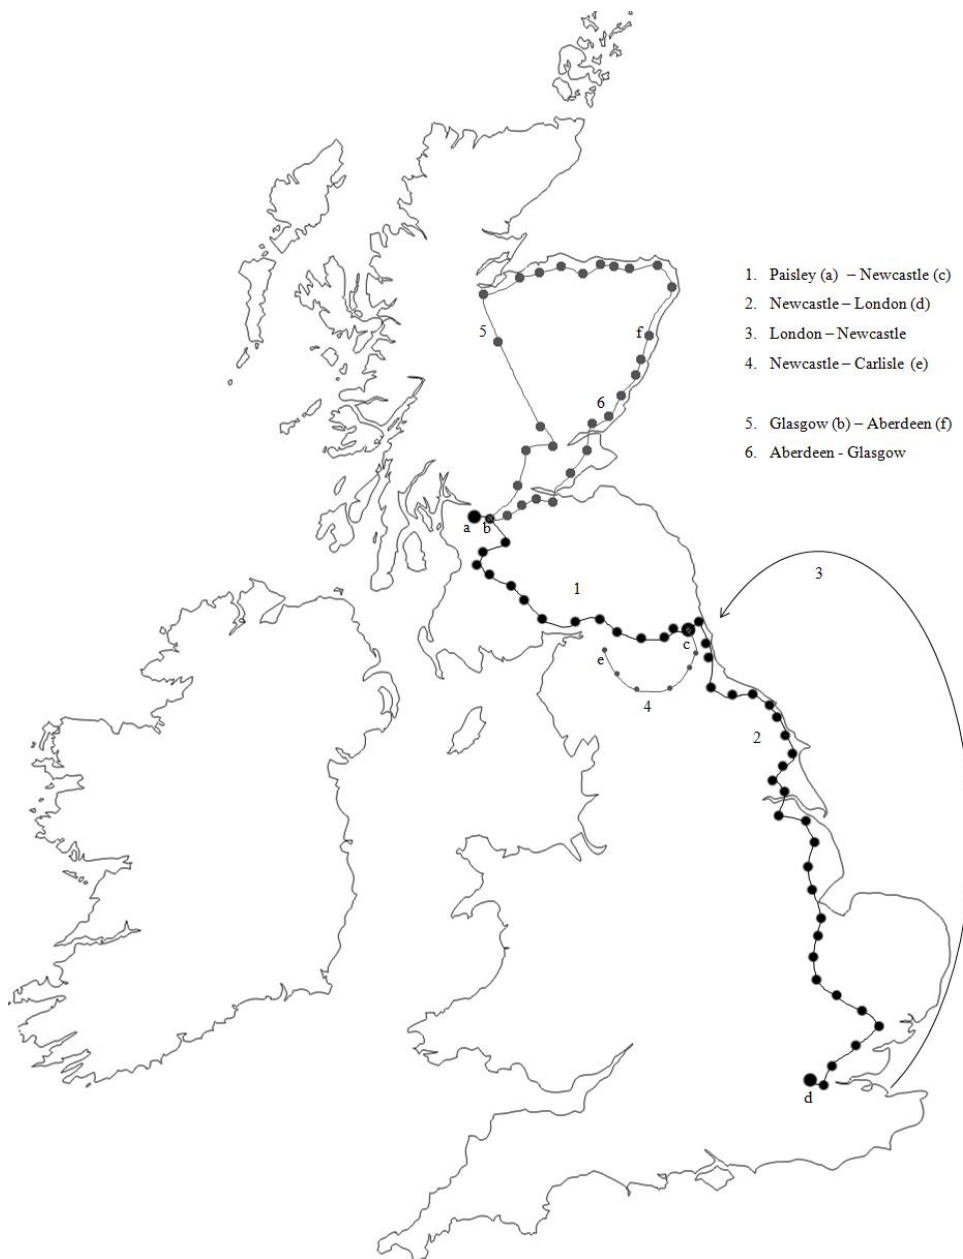 1. Paisley (a) – Newcastle (c)
2. Newcastle – London (d)
3. London – Newcastle
4. Newcastle – Carlisle (e)
5. Glasgow (b) – Aberdeen (f)
6. Aberdeen - Glasgow
5
f
6
a
b
1
3
c
e
4
2
d